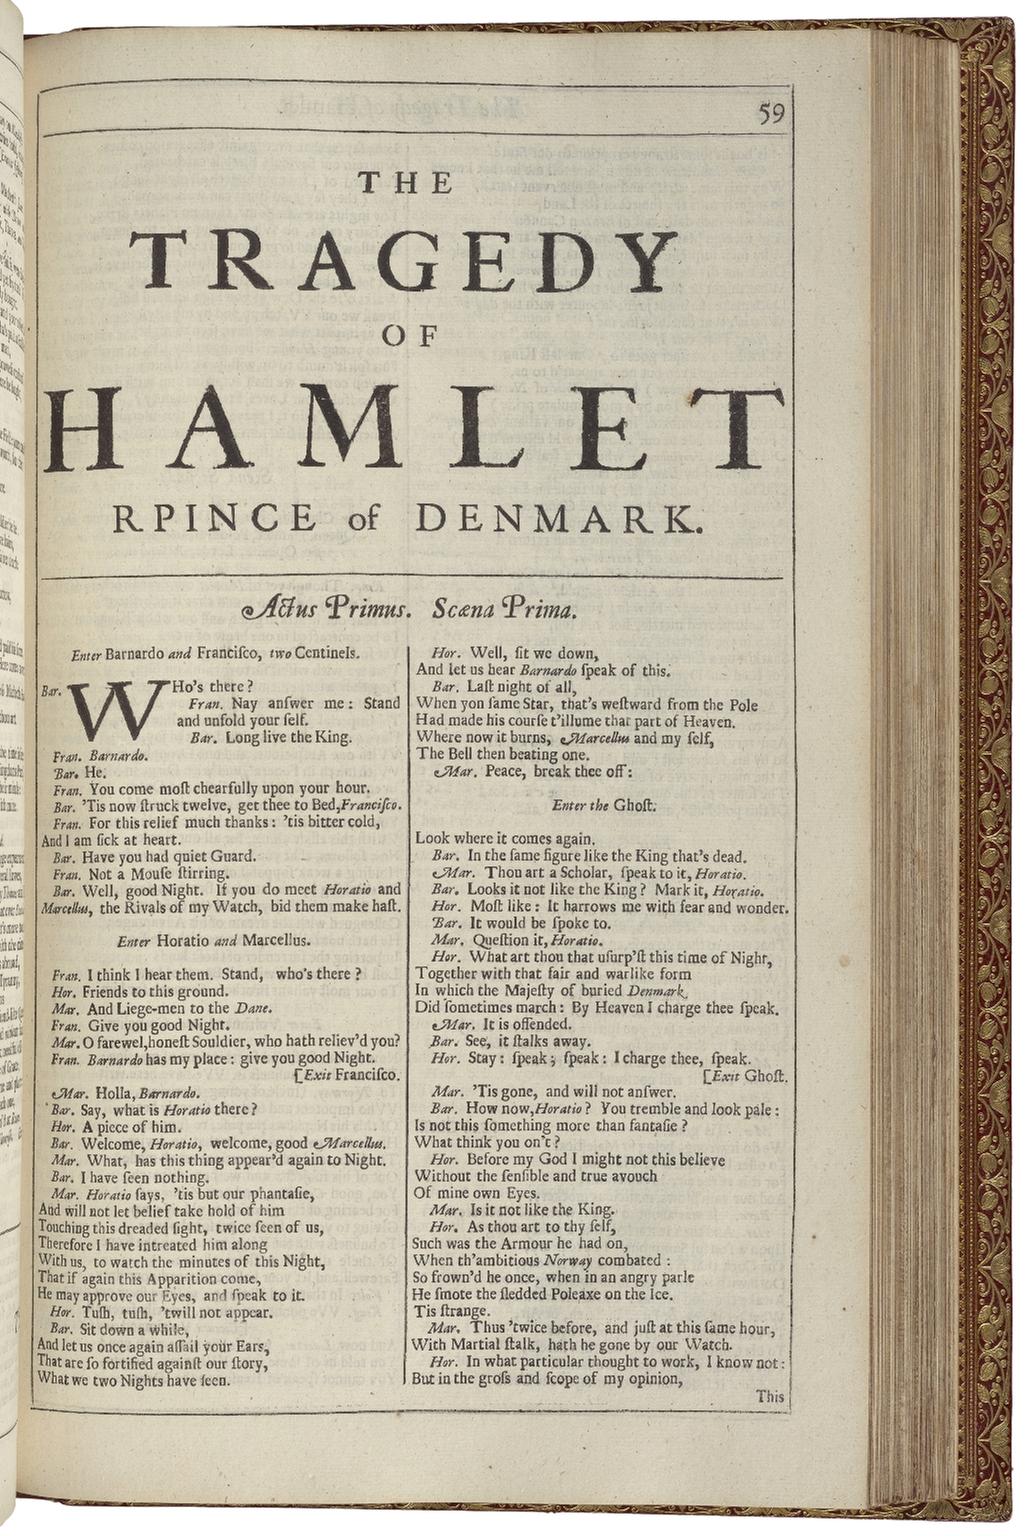 59
THE
TRAGEDY
OF
HAMLET
RPINCE of DENMARK.
Actus Primus. Scæna Prima.
Enter Barnardo and Franciſco, two Centinels.
Bar. WHo's there?
Fran. Nay anſwer me: Stand
and unfold your ſelf.
Bar. Long live the King.
Fran. Barnardo.
Bar. He.
Fran. You come moſt chearfully upon your hour.
Bar. 'Tis now ſtruck twelve, get thee to Bed, Franciſco.
Fran. For this relief much thanks: 'tis bitter cold,
And I am ſick at heart.
Bar. Have you had quiet Guard.
Fran. Not a Mouſe ſtirring.
Bar. Well, good Night. If you do meet Horatio and
Marcellus, the Rivals of my Watch, bid them make haſt.
Enter Horatio and Marcellus.
Fran. I think I hear them. Stand, who's there?
Hor. Friends to this ground.
Mar. And Liege-men to the Dane.
Fran. Give you good Night.
Mar. O farewel, honeſt Souldier, who hath reliev'd you?
Fran. Barnardo has my place: give you good Night.
[Exit Franciſco.
Mar. Holla, Barnardo.
Bar. Say, what is Horatio there?
Hor. A piece of him.
Bar. Welcome, Horatio, welcome, good Marcellus.
Mar. What, has this thing appear'd again to Night.
Bar. I have ſeen nothing.
Mar. Horatio ſays, 'tis but our phantaſie,
And will not let belief take hold of him
Touching this dreaded ſight, twice ſeen of us,
Therefore I have intreated him along
With us, to watch the minutes of this Night,
That if again this Apparition come,
He may approve our Eyes, and ſpeak to it.
Hor. Tuſh, tuſh, 'twill not appear.
Bar. Sit down a while,
And let us once again aſſail your Ears,
That are ſo fortified againſt our ſtory,
What we two Nights have ſeen.
Hor. Well, ſit we down,
And let us hear Barnardo ſpeak of this.
Bar. Laſt night of all,
When yon ſame Star, that's weſtward from the Pole
Had made his courſe t'illume that part of Heaven.
Where now it burns, Marcellus and my ſelf,
The Bell then beating one.
Mar. Peace, break thee off:
Enter the Ghoſt.
Look where it comes again.
Bar. In the ſame figure like the King that's dead.
Mar. Thou art a Scholar, ſpeak to it, Horatio.
Bar. Looks it not like the King? Mark it, Horatio.
Hor. Moſt like: It harrows me with fear and wonder.
Bar. It would be ſpoke to.
Mar. Queſtion it, Horatio.
Hor. What art thou that uſurp'ſt this time of Night,
Together with that fair and warlike form
In which the Majeſty of buried Denmark,
Did ſometimes march: By Heaven I charge thee ſpeak.
Mar. It is offended.
Bar. See, it ſtalks away.
Hor. Stay: ſpeak; ſpeak: I charge thee, ſpeak.
[Exit Ghoſt.
Mar. 'Tis gone, and will not anſwer.
Bar. How now, Horatio? You tremble and look pale:
Is not this ſomething more than fantaſie?
What think you on't?
Hor. Before my God I might not this believe
Without the ſenſible and true avouch
Of mine own Eyes.
Mar. Is it not like the King.
Hor. As thou art to thy ſelf,
Such was the Armour he had on,
When th'ambitious Norway combated:
So frown'd he once, when in an angry parle
He ſmote the ſledded Poleaxe on the Ice.
Tis ſtrange.
Mar. Thus 'twice before, and juſt at this ſame hour,
With Martial ſtalk, hath he gone by our Watch.
Hor. In what particular thought to work, I know not:
But in the groſs and ſcope of my opinion,
This